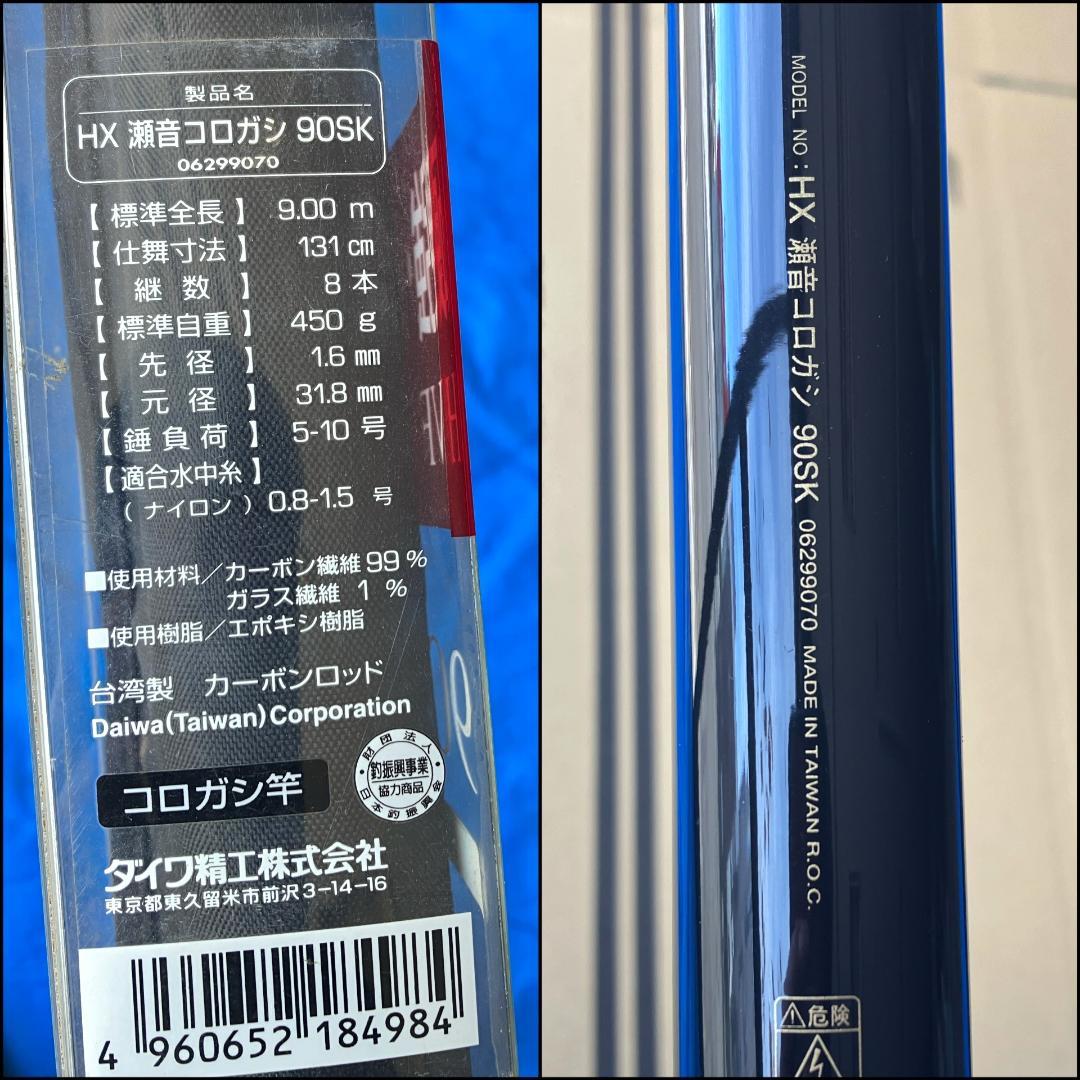 製品名
HX 瀬音コロガシ 90SK
06299070
【 標準全長 】 9.00 m
【 仕舞寸法 】 131 cm
【 継 数 】 8 本
【 標準自重 】 450 g
【 先 径 】 1.6 mm
【 元 径 】 31.8 mm
【 錘負荷 】 5-10 号
【 適合水中糸 】
( ナイロン ) 0.8-1.5 号
■使用材料/カーボン繊維 99 %
ガラス繊維 1 %
■使用樹脂/エポキシ樹脂
台湾製 カーボンロッド
Daiwa(Taiwan)Corporation
財団法人
釣振興事業
協力商品
日本釣振興会
コロガシ竿
ダイワ精工株式会社
東京都東久留米市前沢3-14-16
4 960652 184984
MODEL NO : HX 瀬音コロガシ 90SK 06299070 MADE IN TAIWAN R.O.C.
⚠危険